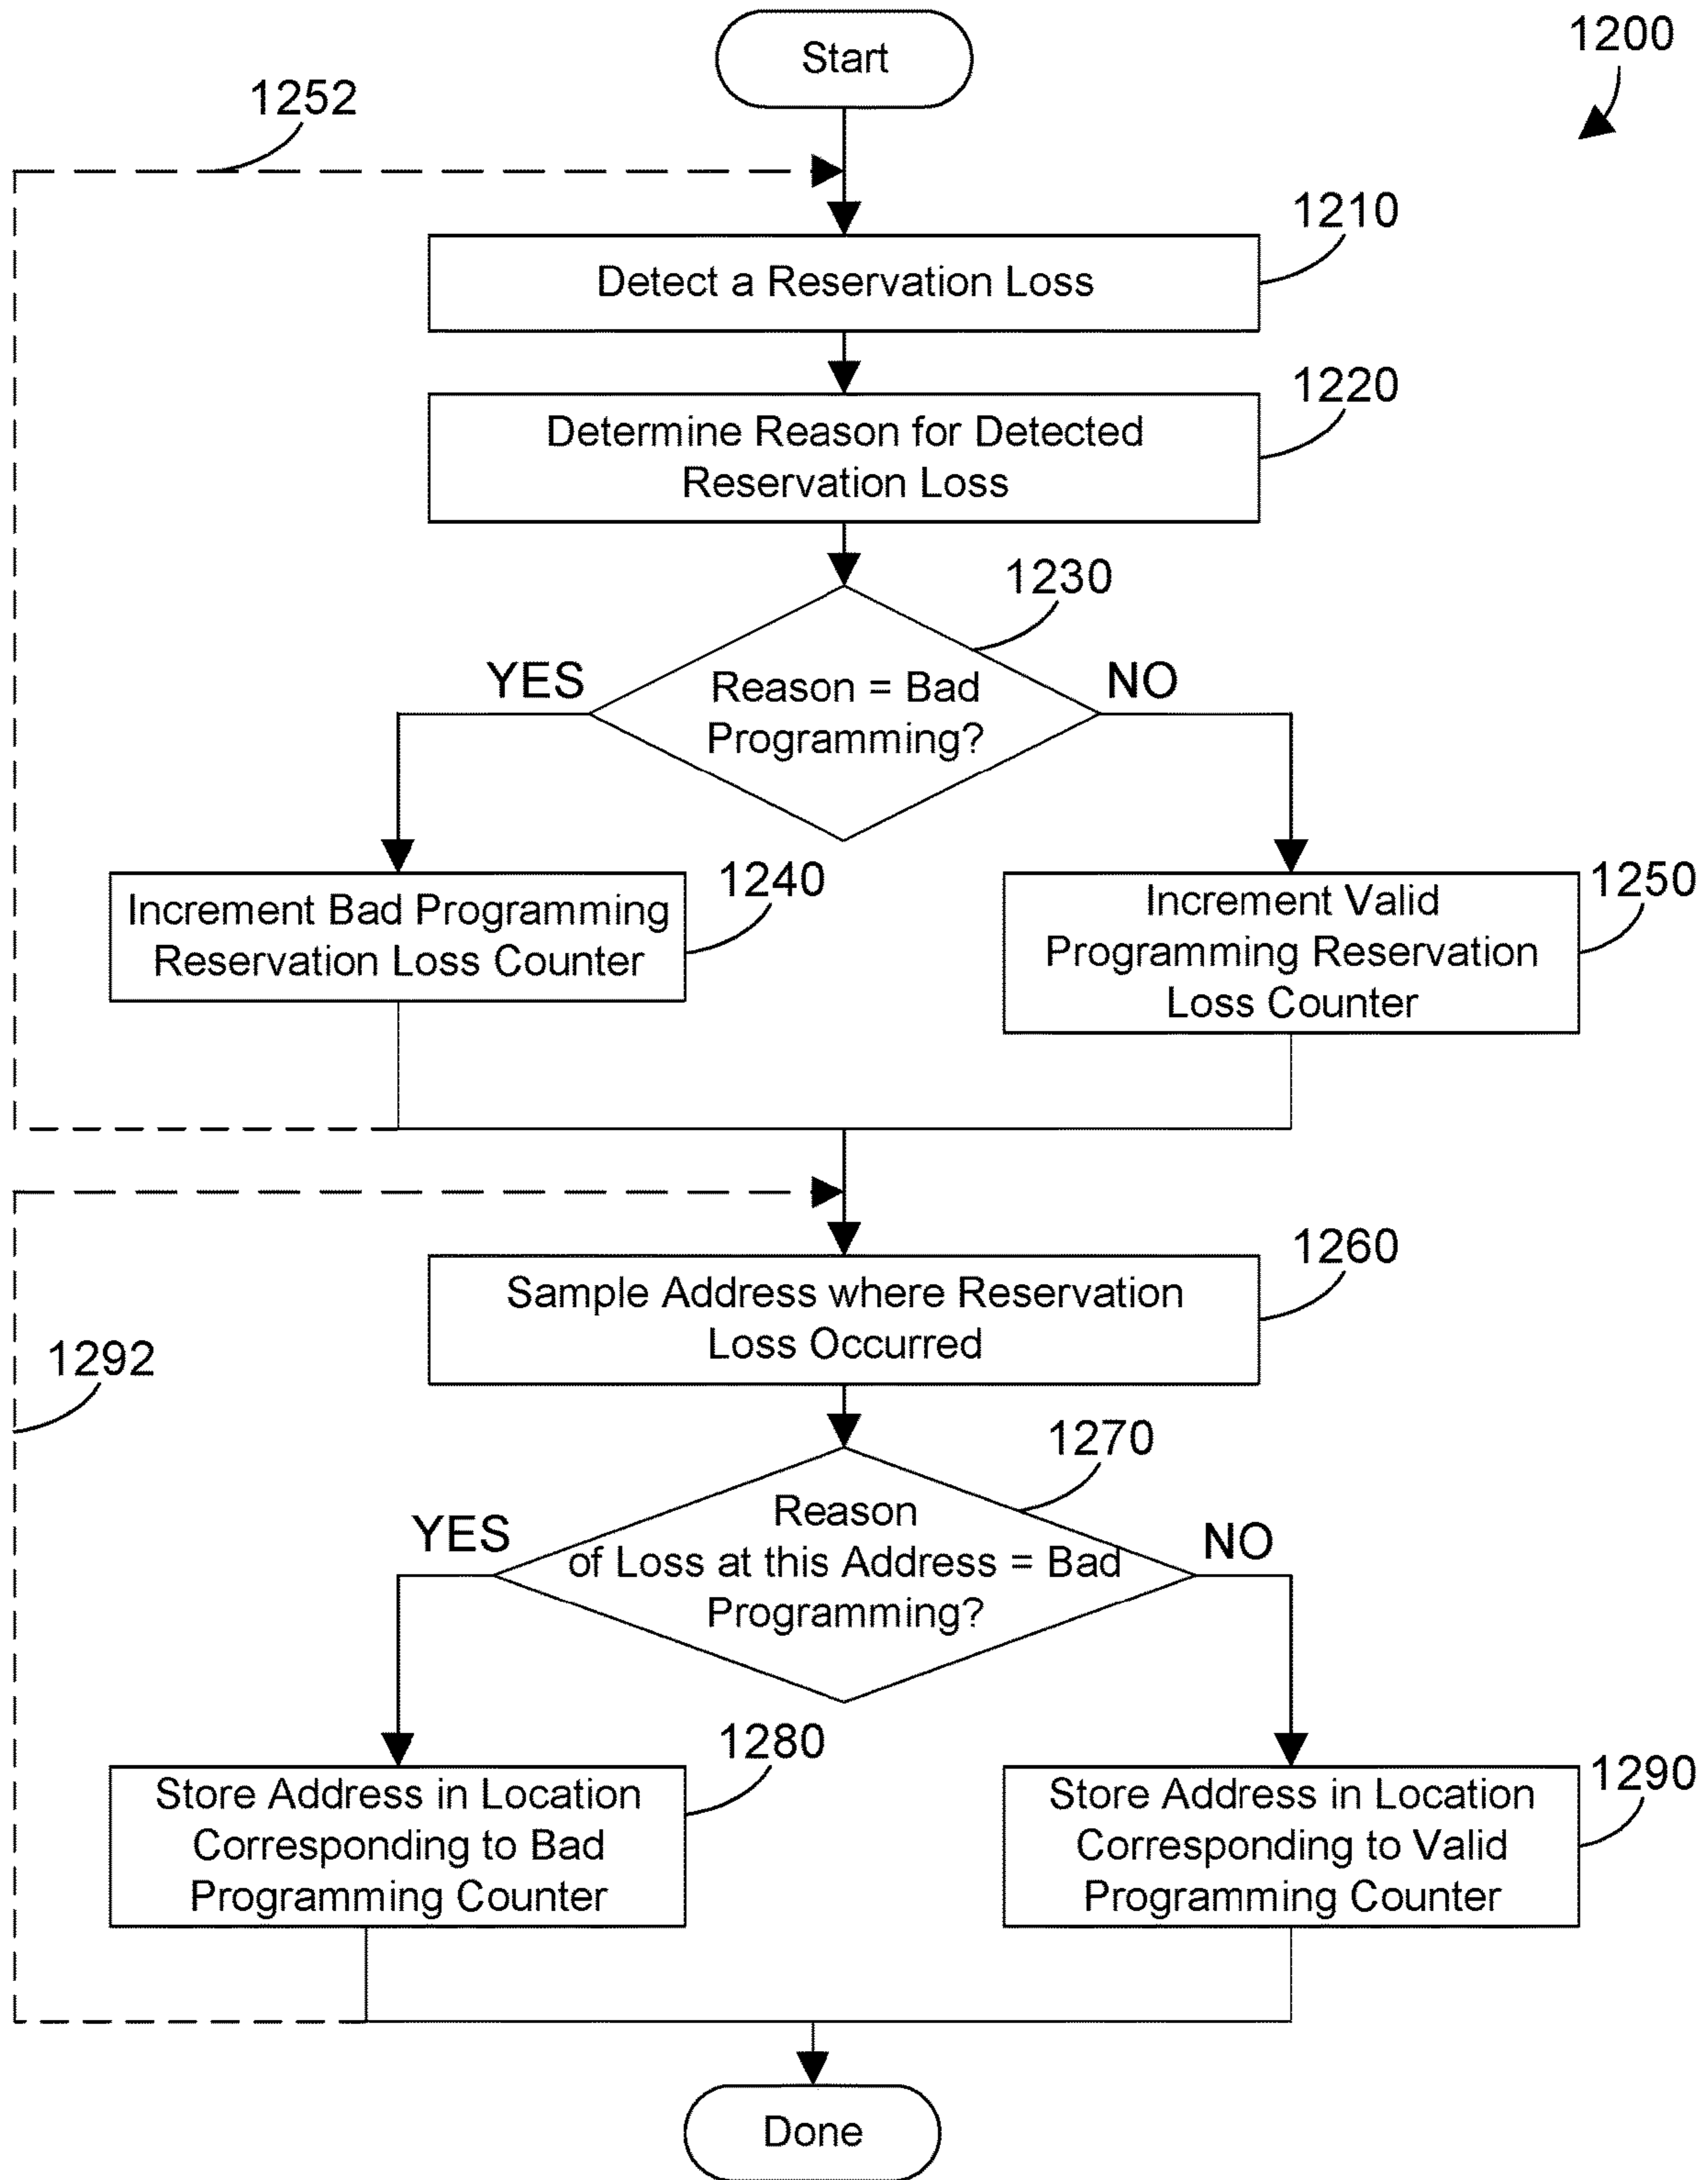 Start
1200
1252
1210
Detect a Reservation Loss
1220
Determine Reason for Detected
Reservation Loss
1230
YES
Reason = Bad
Programming?
NO
1240
Increment Bad Programming
Reservation Loss Counter
1250
Increment Valid
Programming Reservation
Loss Counter
1260
Sample Address where Reservation
Loss Occurred
1292
1270
YES
Reason
of Loss at this Address = Bad
Programming?
NO
1280
Store Address in Location
Corresponding to Bad
Programming Counter
1290
Store Address in Location
Corresponding to Valid
Programming Counter
Done